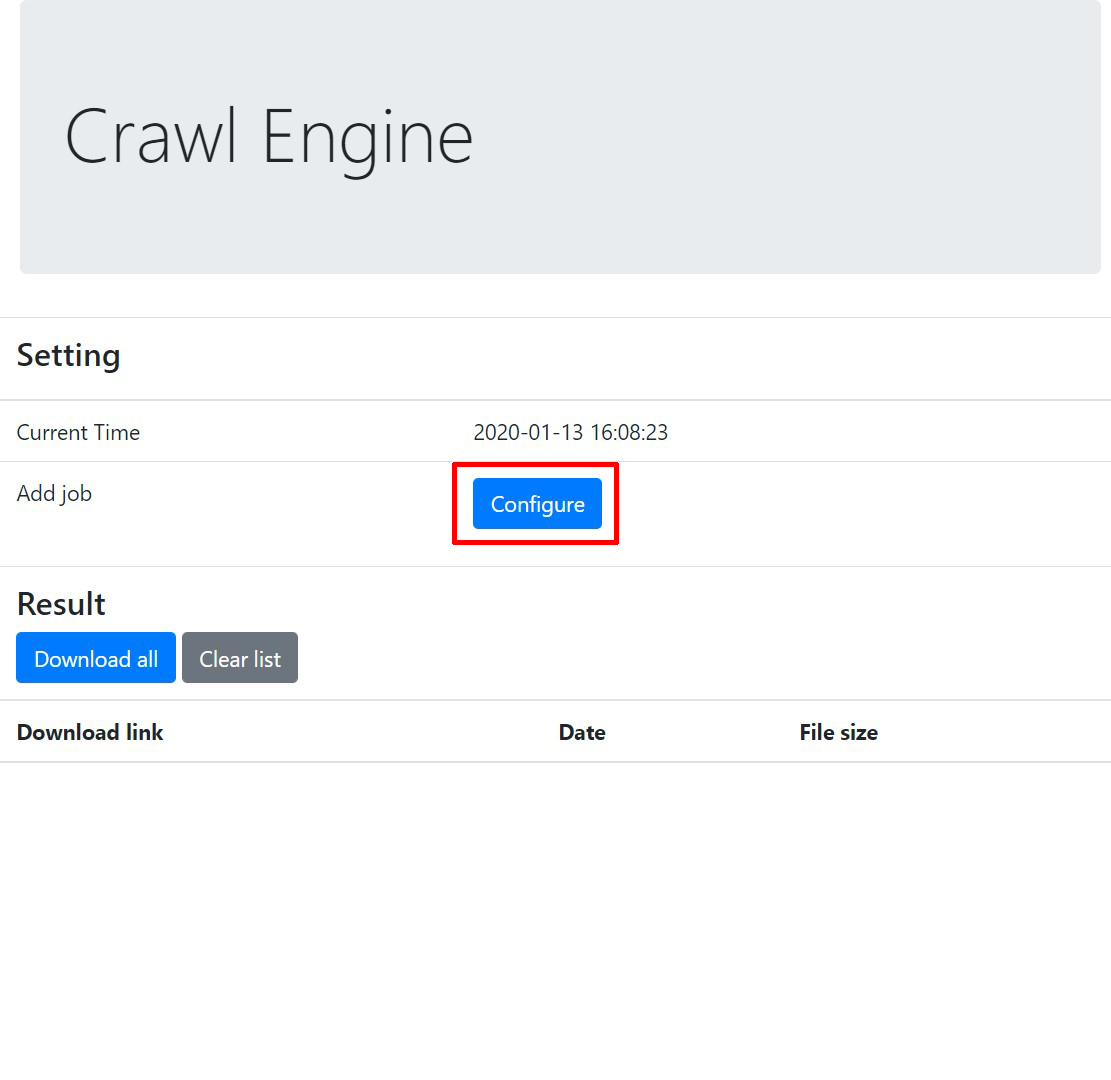 Crawl Engine
Setting
Current Time 2020-01-13 16:08:23
Add job Configure
Result
Download all Clear list
Download link Date File size